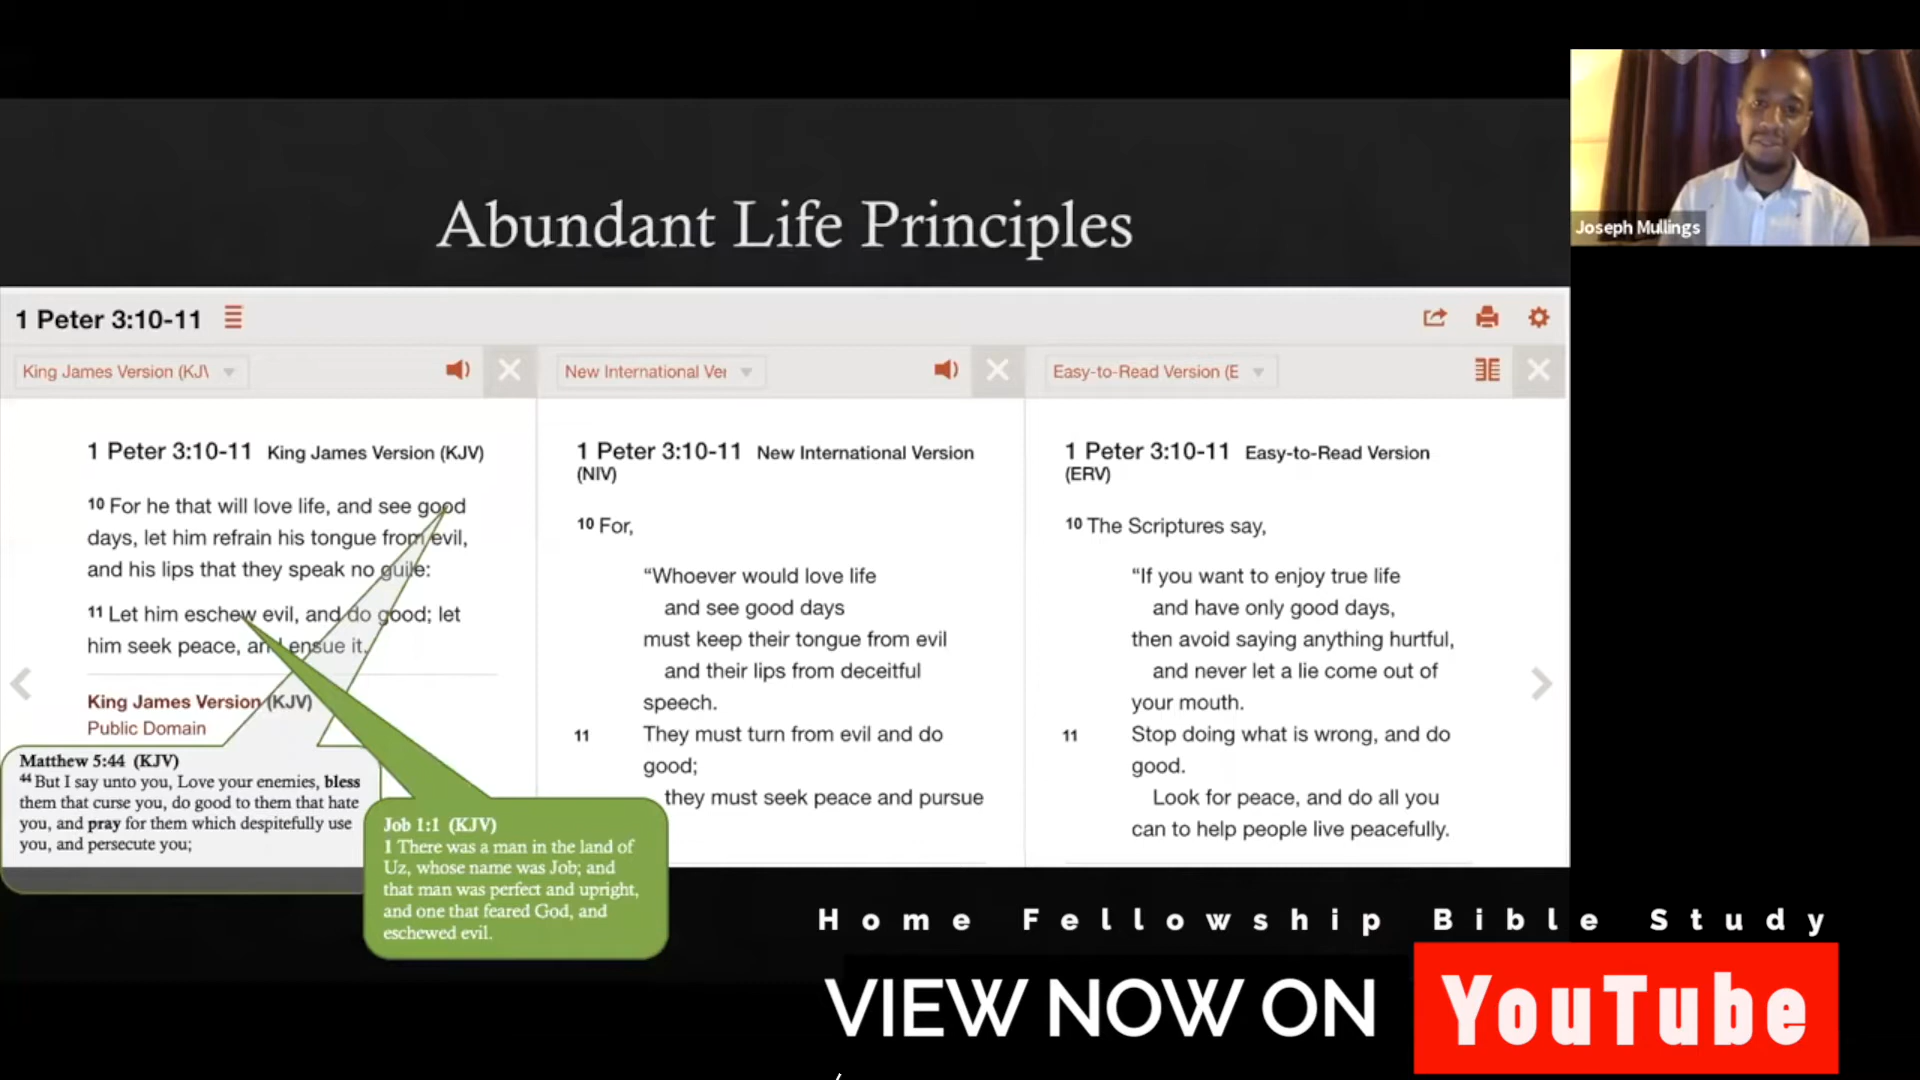 Abundant Life Principles
Joseph Mullings
1 Peter 3:10-11
King James Version (KJ\
New International Ver
Easy-to-Read Version (E
1 Peter 3:10-11 King James Version (KJV)
10 For he that will love life, and see good
days, let him refrain his tongue from evil,
and his lips that they speak no guile:
11 Let him eschew evil, and do good; let
him seek peace, and ensue it.
King James Version (KJV)
Public Domain
Matthew 5:44 (KJV)
44 But I say unto you, Love your enemies, bless
them that curse you, do good to them that hate
you, and pray for them which despitefully use
you, and persecute you;
Job 1:1 (KJV)
1 There was a man in the land of
Uz, whose name was Job; and
that man was perfect and upright,
and one that feared God, and
eschewed evil.
1 Peter 3:10-11 New International Version
(NIV)
10 For,
“Whoever would love life
and see good days
must keep their tongue from evil
and their lips from deceitful
speech.
11 They must turn from evil and do
good;
they must seek peace and pursue
1 Peter 3:10-11 Easy-to-Read Version
(ERV)
10 The Scriptures say,
“If you want to enjoy true life
and have only good days,
then avoid saying anything hurtful,
and never let a lie come out of
your mouth.
11 Stop doing what is wrong, and do
good.
Look for peace, and do all you
can to help people live peacefully.
Home Fellowship Bible Study
VIEW NOW ON YouTube